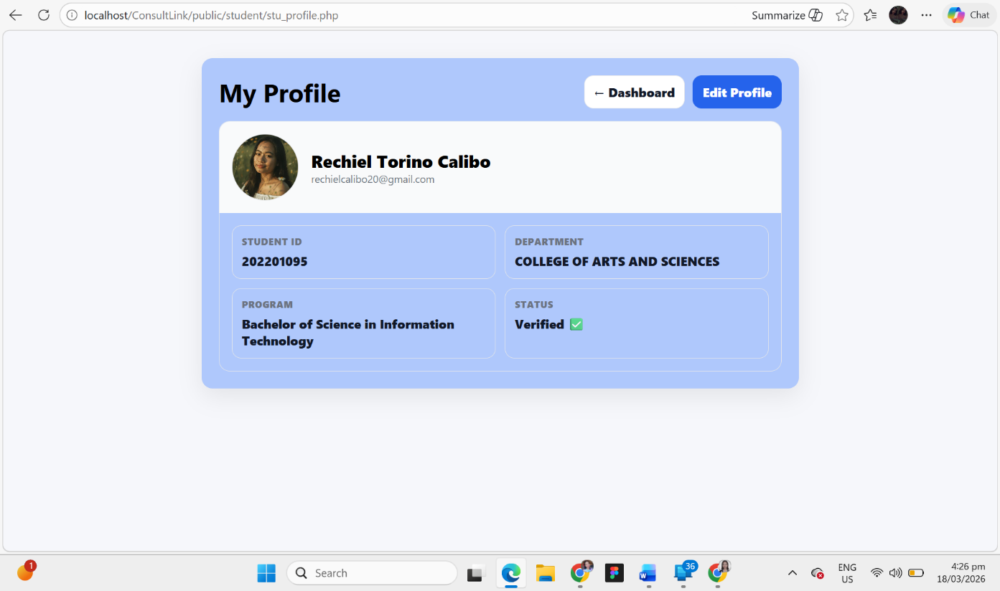 localhost/ConsultLink/public/student/stu_profile.php
Summarize
Chat
My Profile
← Dashboard
Edit Profile
Rechiel Torino Calibo
rechielcalibo20@gmail.com
STUDENT ID
202201095
DEPARTMENT
COLLEGE OF ARTS AND SCIENCES
PROGRAM
Bachelor of Science in Information
Technology
STATUS
Verified ✅
1
Search
W
36
ENG
US
4:26 pm
18/03/2026